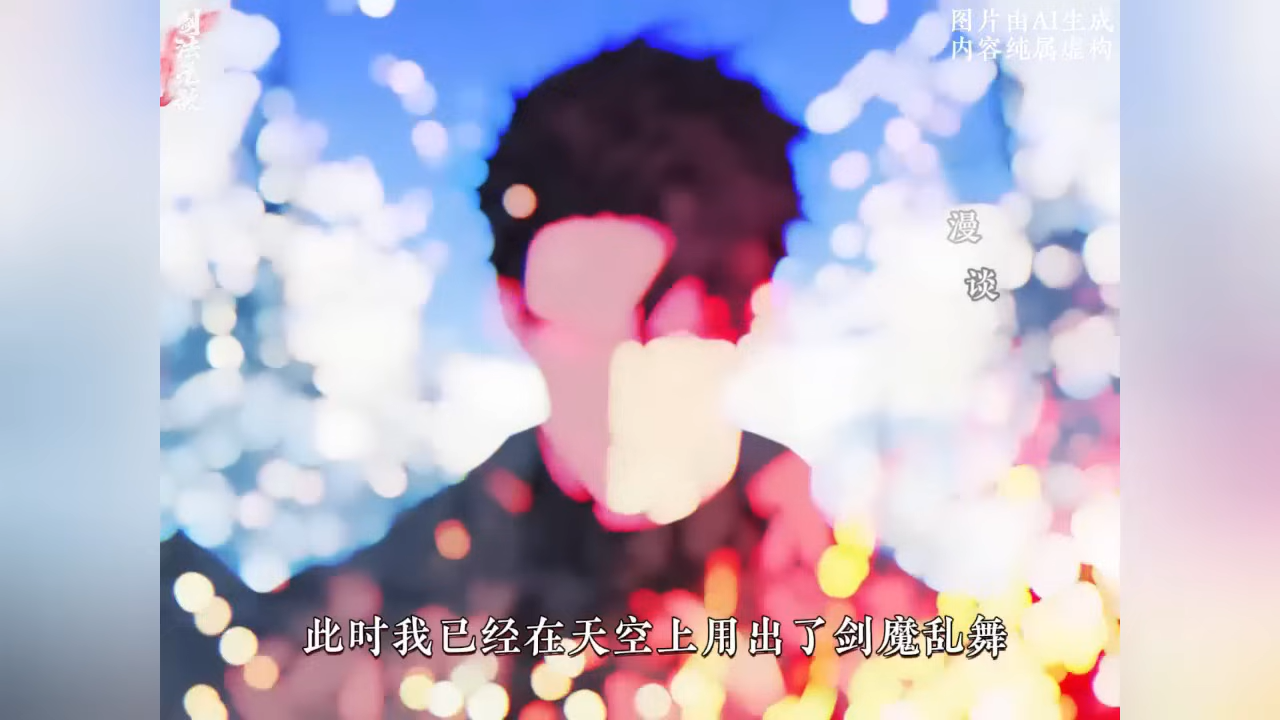 图片由AI生成
内容纯属虚构
漫
谈
此时我已经在天空上用出了剑魔乱舞